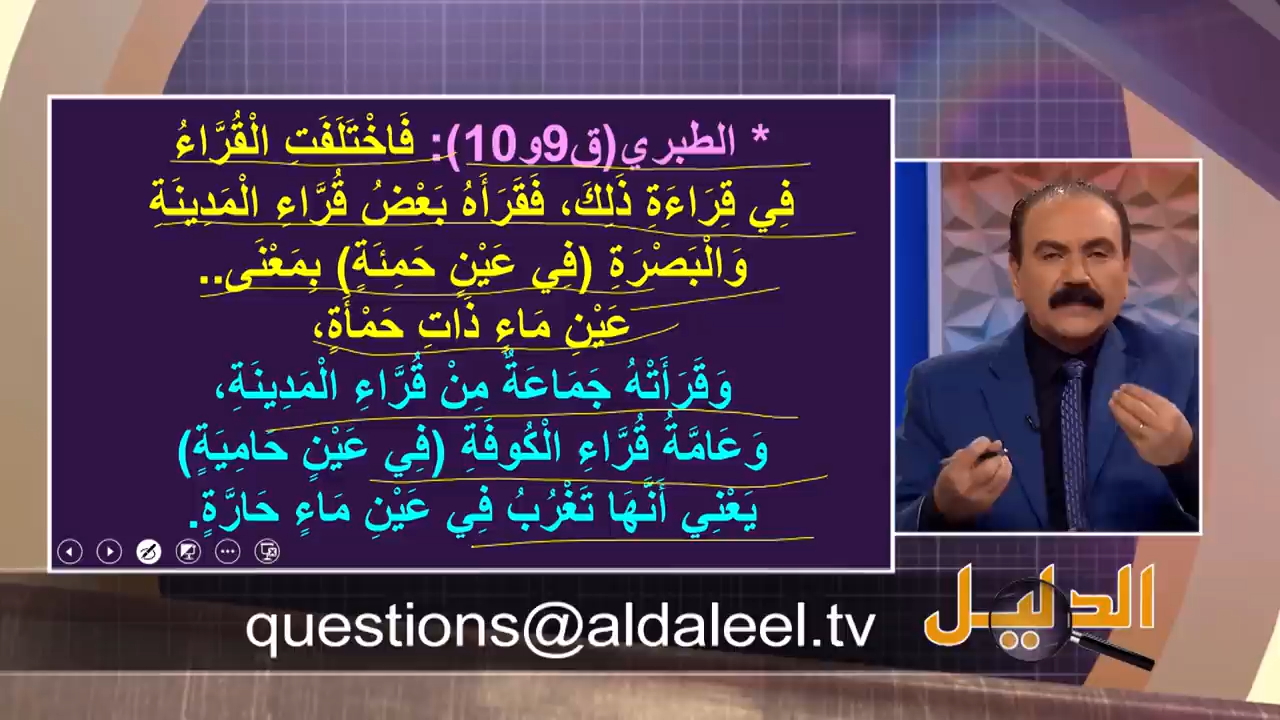 * الطبري(ق9و10): فَاخْتَلَفَتِ الْقُرَّاءُ
فِي قِرَاءَةِ ذَلِكَ، فَقَرَأَهُ بَعْضُ قُرَّاءِ الْمَدِينَةِ
وَالْبَصْرَةِ (فِي عَيْنٍ حَمِئَةٍ) بِمَعْنَى..
عَيْنِ مَاءٍ ذَاتِ حَمْأَةٍ،
وَقَرَأَتْهُ جَمَاعَةٌ مِنْ قُرَّاءِ الْمَدِينَةِ،
وَعَامَّةُ قُرَّاءِ الْكُوفَةِ (فِي عَيْنٍ حَامِيَةٍ)
يَعْنِي أَنَّهَا تَغْرُبُ فِي عَيْنِ مَاءٍ حَارَّةٍ.
questions@aldaleel.tv
الدليل